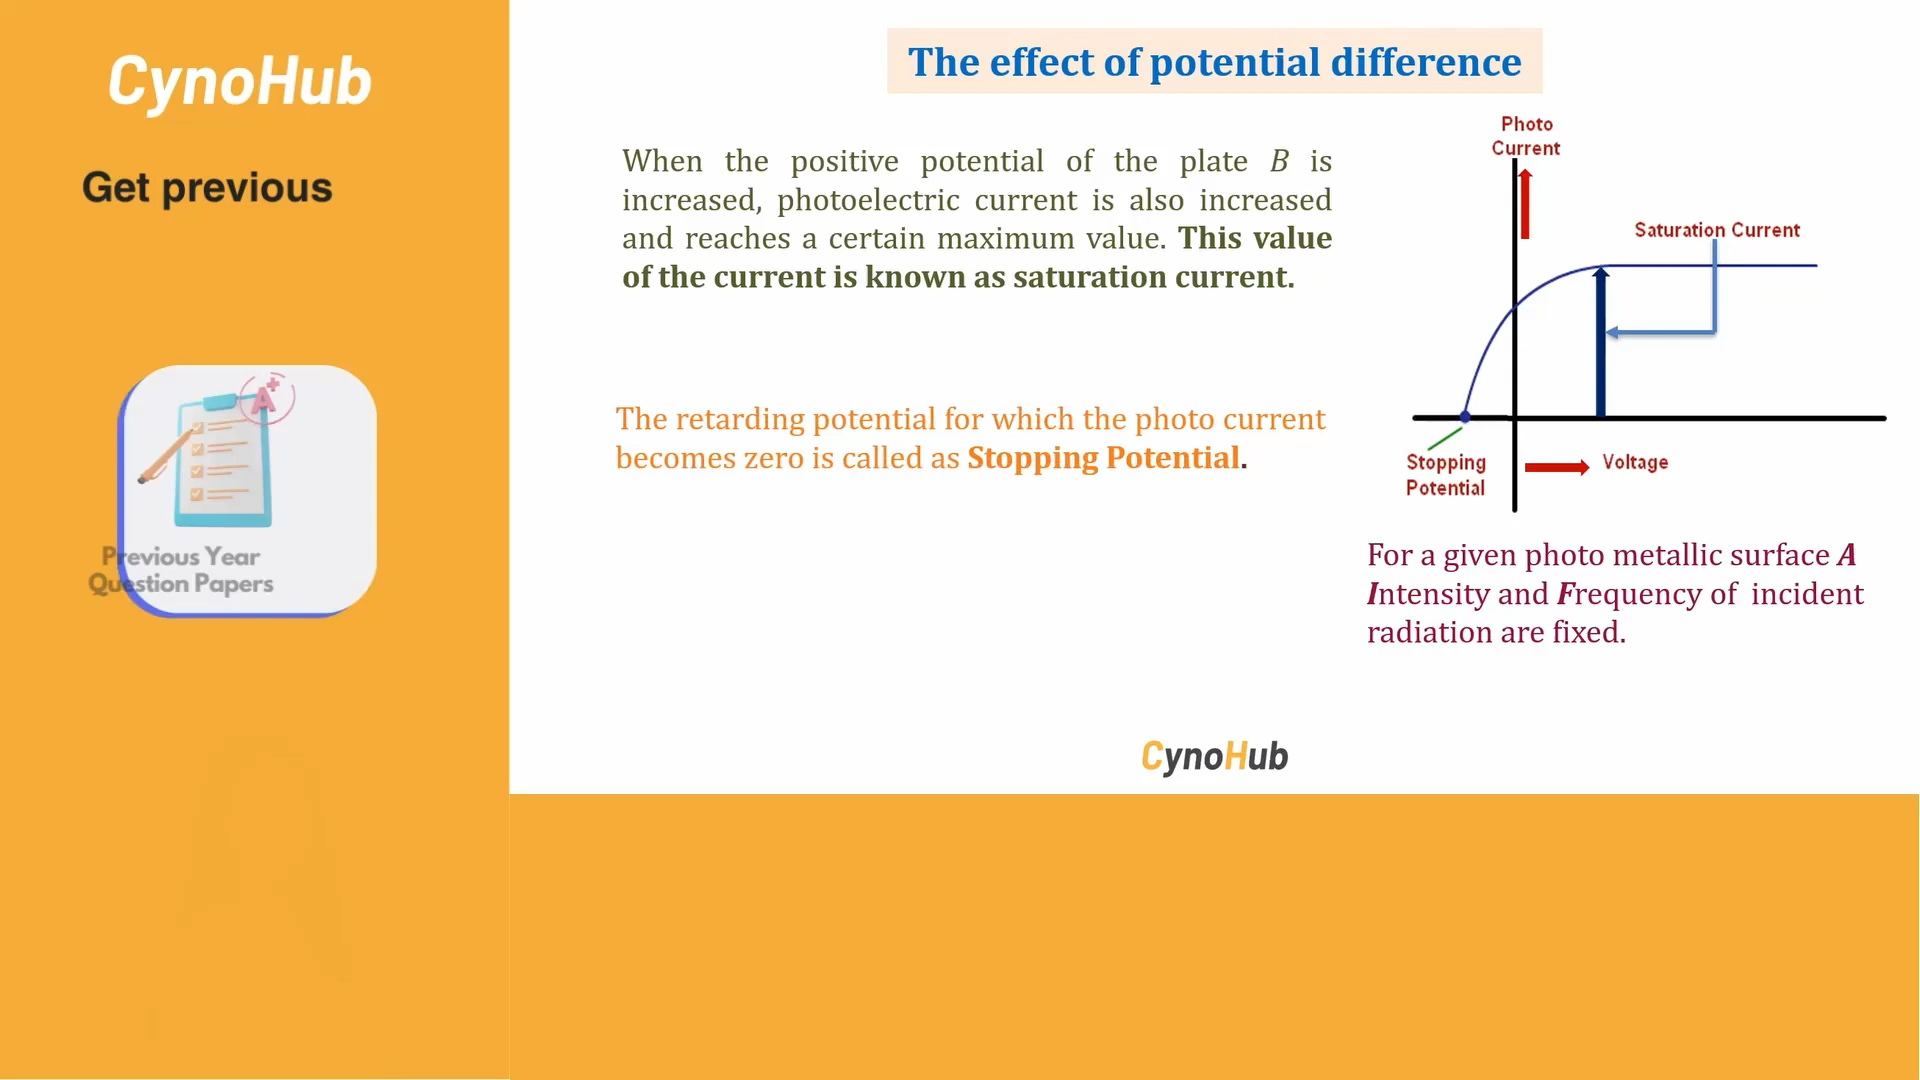 CynoHub
Get previous
A+
Previous Year
Question Papers
The effect of potential difference
When the positive potential of the plate B is
increased, photoelectric current is also increased
and reaches a certain maximum value. This value
of the current is known as saturation current.
The retarding potential for which the photo current
becomes zero is called as Stopping Potential.
Photo
Current
Saturation Current
Stopping
Potential
Voltage
For a given photo metallic surface A
Intensity and Frequency of incident
radiation are fixed.
CynoHub